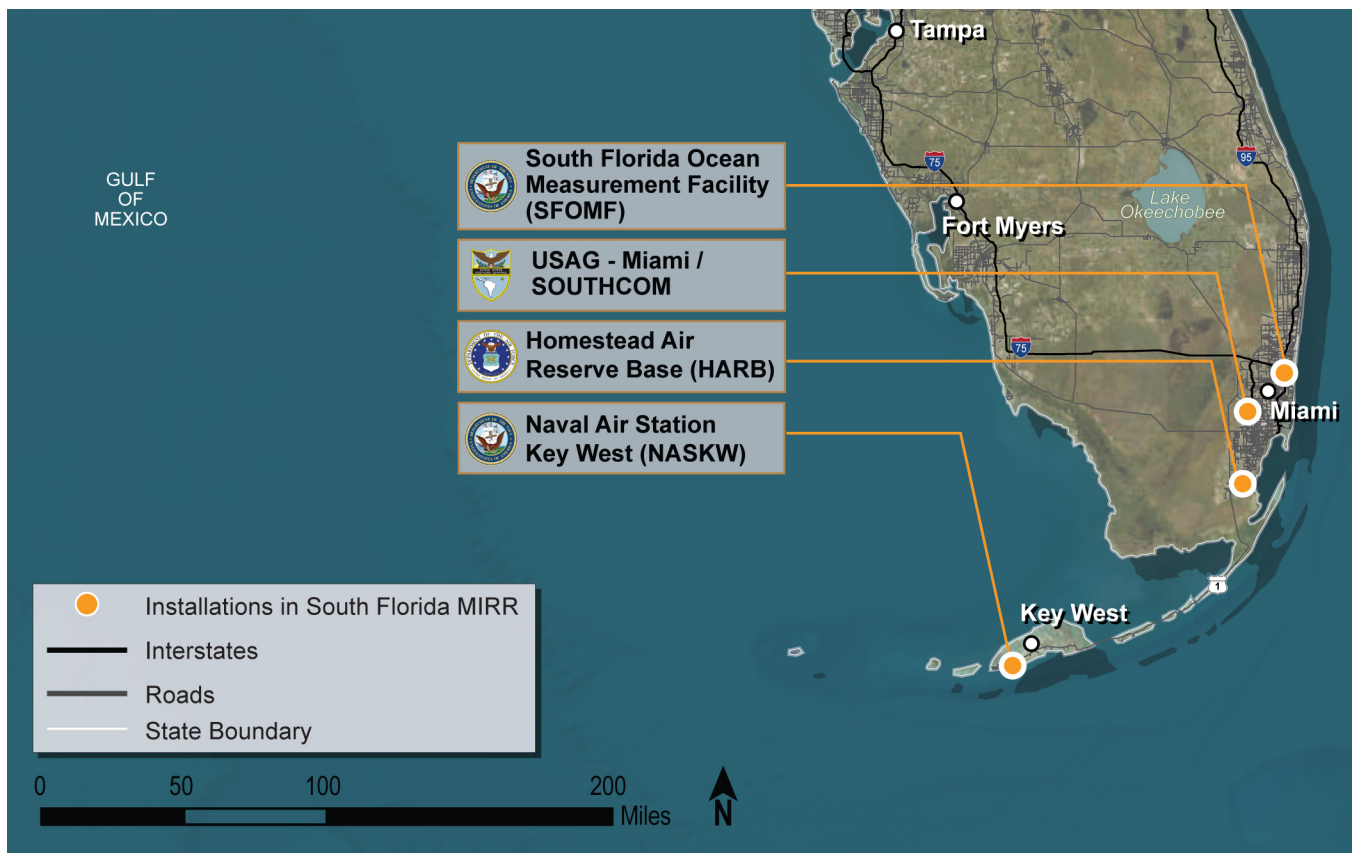 Tampa
GULF
OF
MEXICO
South Florida Ocean
Measurement Facility
(SFOMF)
75
95
Lake
Okeechobee
Fort Myers
USAG - Miami /
SOUTHCOM
Homestead Air
Reserve Base (HARB)
75
Miami
Naval Air Station
Key West (NASKW)
1
Key West
Installations in South Florida MIRR
Interstates
Roads
State Boundary
0 50 100 200
Miles
N